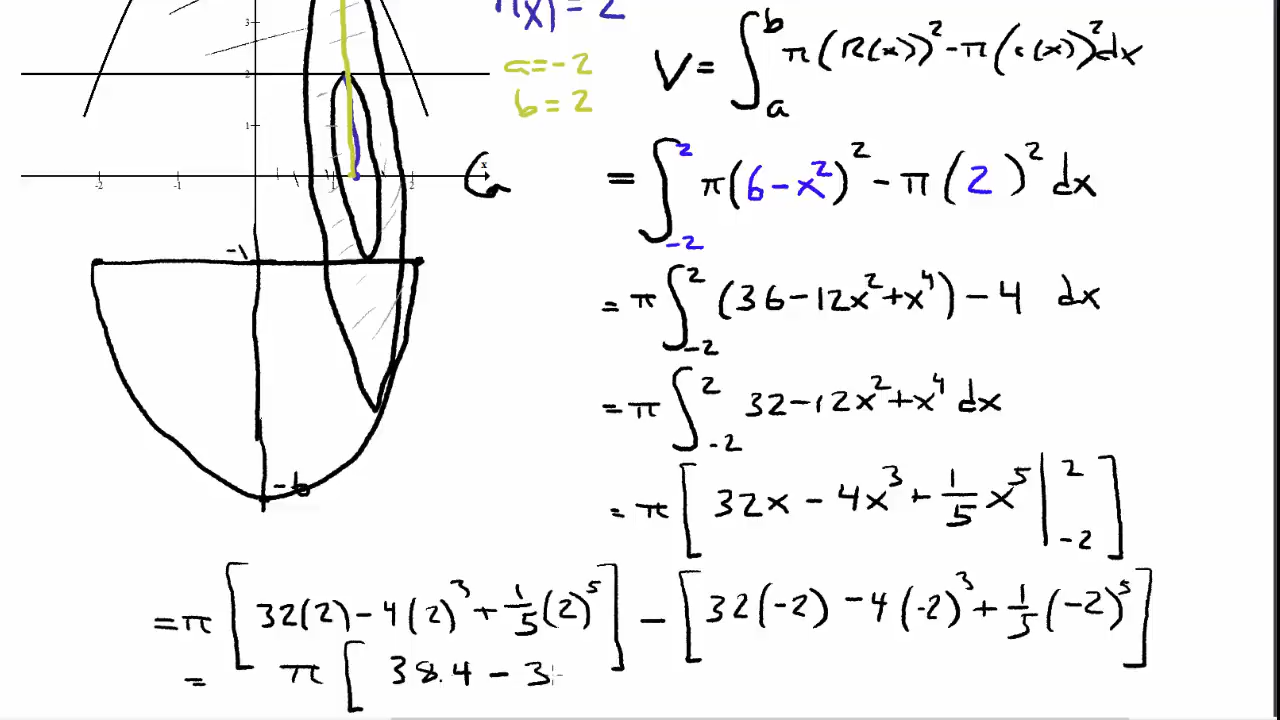 r(x) = 2
a = -2
b = 2
V = ∫_a^b π(R(x))² - π(r(x))² dx
= ∫_{-2}^{2} π(6 - x²)² - π(2)² dx
= π ∫_{-2}^{2} (36 - 12x² + x⁴) - 4 dx
= π ∫_{-2}^{2} 32 - 12x² + x⁴ dx
= π [ 32x - 4x³ + 1/5 x⁵ |_{-2}^{2} ]
= π [ 32(2) - 4(2)³ + 1/5 (2)⁵ ] - [ 32(-2) - 4(-2)³ + 1/5 (-2)⁵ ]
= π [ 38.4 - 3
3
2
1
-2 -1 1 2 x
-1
-6